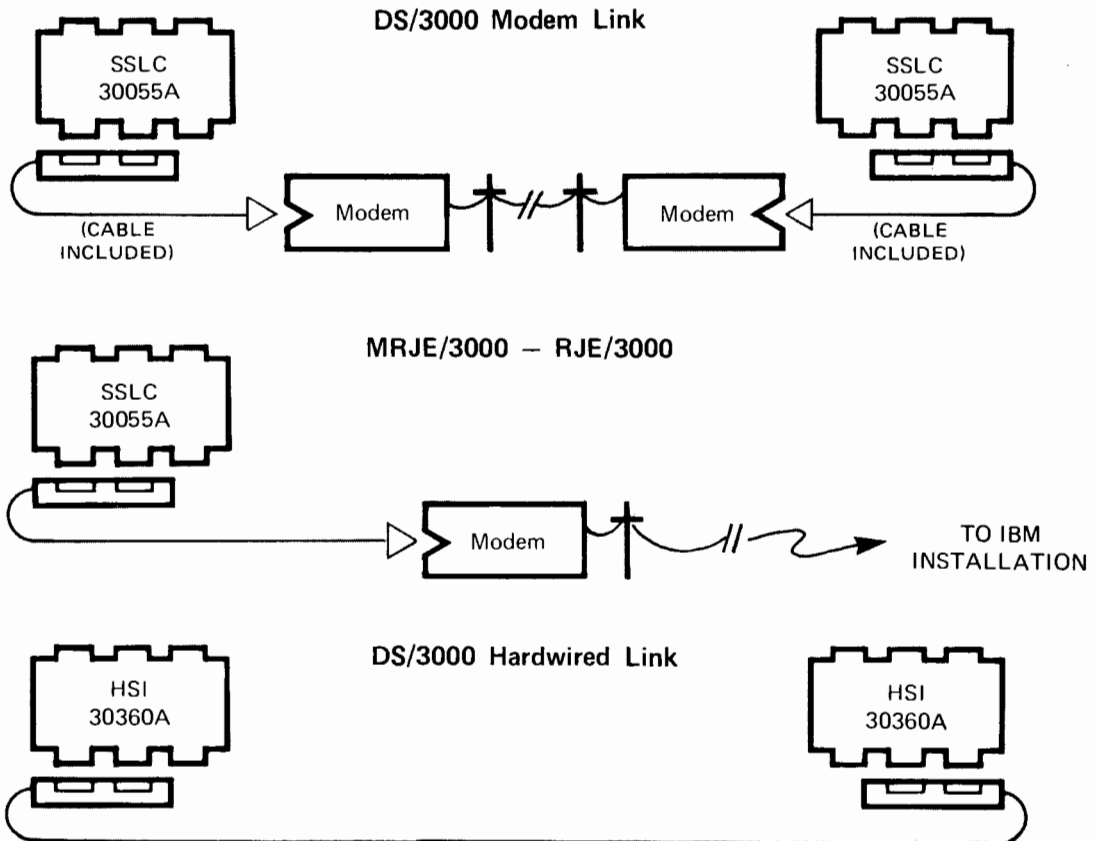 DS/3000 Modem Link
SSLC
30055A
SSLC
30055A
Modem
Modem
(CABLE
INCLUDED)
(CABLE
INCLUDED)
MRJE/3000 – RJE/3000
SSLC
30055A
Modem
TO IBM
INSTALLATION
DS/3000 Hardwired Link
HSI
30360A
HSI
30360A